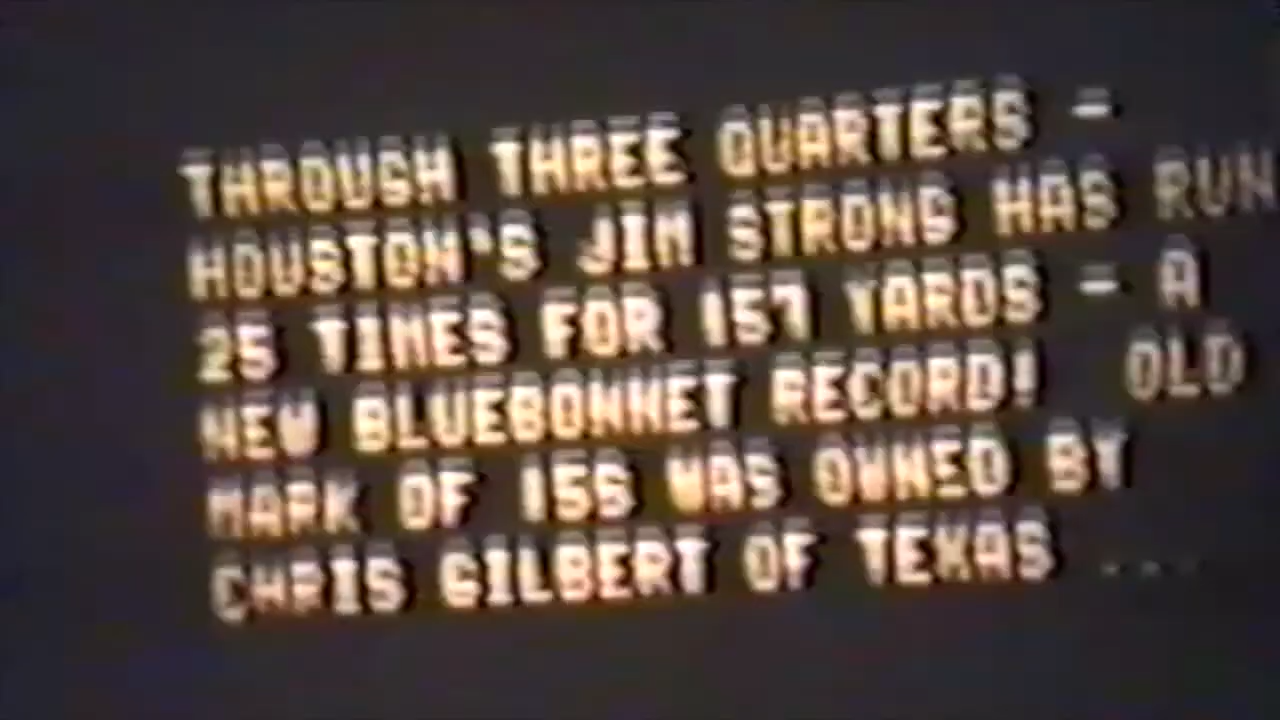 THROUGH THREE QUARTERS -
HOUSTON'S JIM STRONG HAS RUN
25 TIMES FOR 157 YARDS - A
NEW BLUEBONNET RECORD! OLD
MARK OF 156 WAS OWNED BY
CHRIS GILBERT OF TEXAS ...